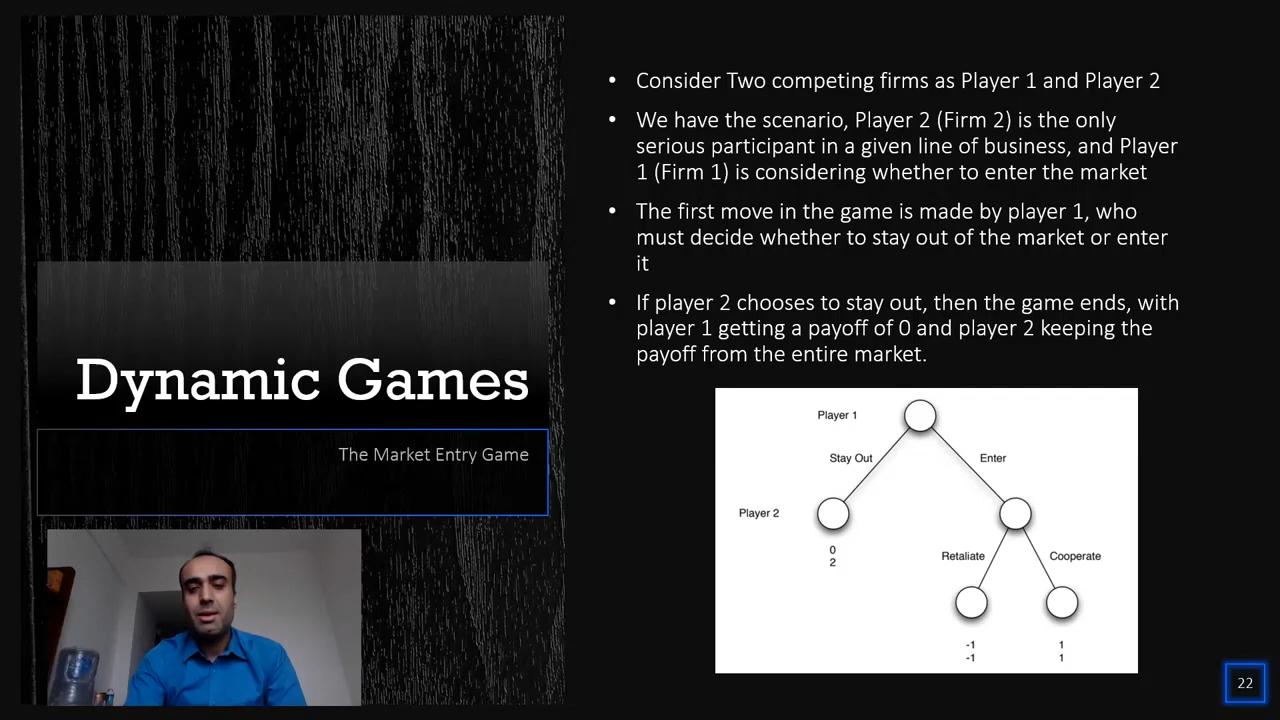 Dynamic Games
The Market Entry Game
• Consider Two competing firms as Player 1 and Player 2
• We have the scenario, Player 2 (Firm 2) is the only
serious participant in a given line of business, and Player
1 (Firm 1) is considering whether to enter the market
• The first move in the game is made by player 1, who
must decide whether to stay out of the market or enter
it
• If player 2 chooses to stay out, then the game ends, with
player 1 getting a payoff of 0 and player 2 keeping the
payoff from the entire market.
Player 1
Stay Out
Enter
Player 2
0
2
Retaliate
Cooperate
-1
-1
1
1
22